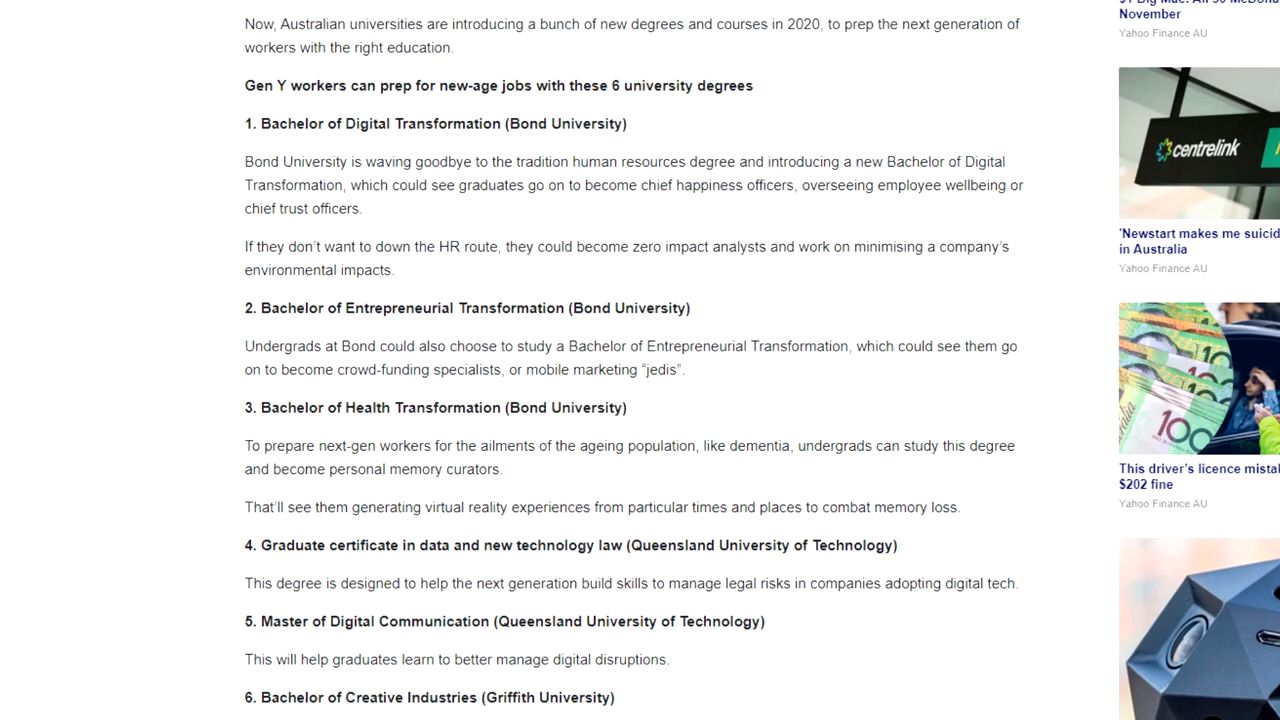 Now, Australian universities are introducing a bunch of new degrees and courses in 2020, to prep the next generation of
workers with the right education.
Gen Y workers can prep for new-age jobs with these 6 university degrees
1. Bachelor of Digital Transformation (Bond University)
Bond University is waving goodbye to the tradition human resources degree and introducing a new Bachelor of Digital
Transformation, which could see graduates go on to become chief happiness officers, overseeing employee wellbeing or
chief trust officers.
If they don’t want to down the HR route, they could become zero impact analysts and work on minimising a company’s
environmental impacts.
2. Bachelor of Entrepreneurial Transformation (Bond University)
Undergrads at Bond could also choose to study a Bachelor of Entrepreneurial Transformation, which could see them go
on to become crowd-funding specialists, or mobile marketing “jedis”.
3. Bachelor of Health Transformation (Bond University)
To prepare next-gen workers for the ailments of the ageing population, like dementia, undergrads can study this degree
and become personal memory curators.
That’ll see them generating virtual reality experiences from particular times and places to combat memory loss.
4. Graduate certificate in data and new technology law (Queensland University of Technology)
This degree is designed to help the next generation build skills to manage legal risks in companies adopting digital tech.
5. Master of Digital Communication (Queensland University of Technology)
This will help graduates learn to better manage digital disruptions.
6. Bachelor of Creative Industries (Griffith University)
November
Yahoo Finance AU
centrelink
'Newstart makes me
in Australia
Yahoo Finance AU
100
This driver’s licence
$202 fine
Yahoo Finance AU